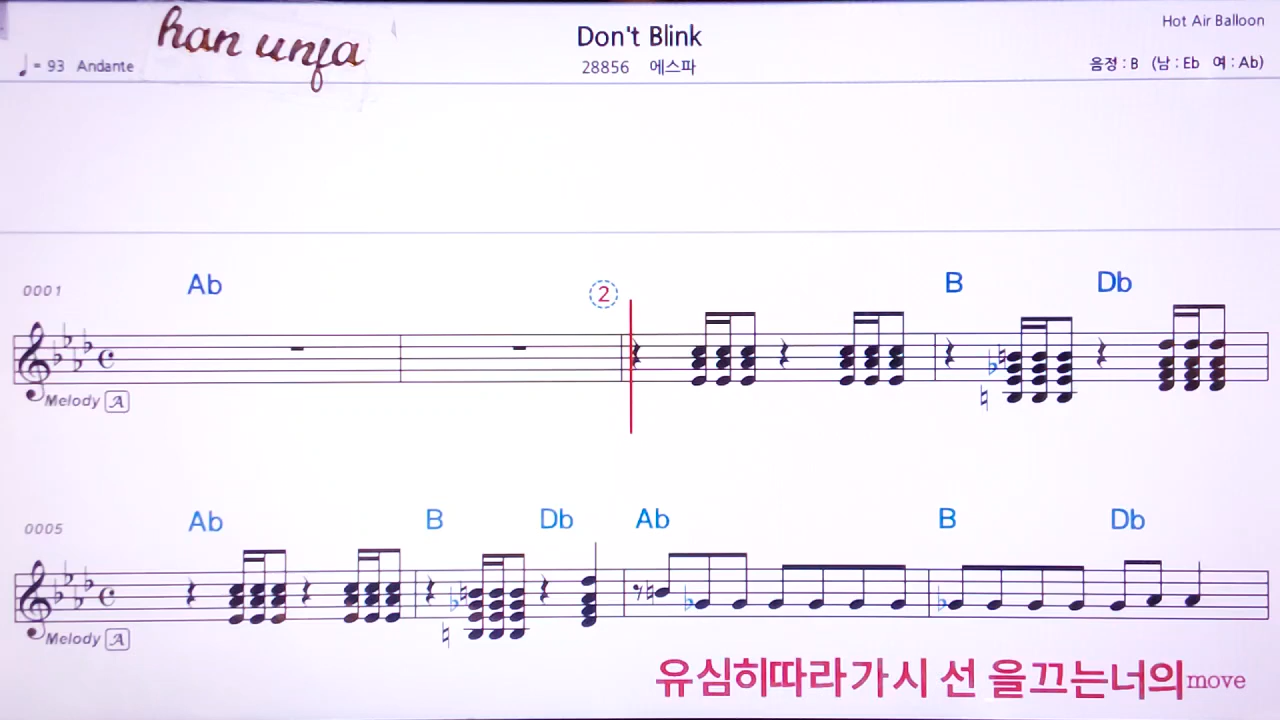 han unfa
Don't Blink
Hot Air Balloon
♩= 93 Andante
28856 에스파
음정 : B (남 : Eb 여 : Ab)
0001 Ab ② B Db
Melody A
0005 Ab B Db Ab B Db
Melody A
유심히따라가시 선 을끄는너의move